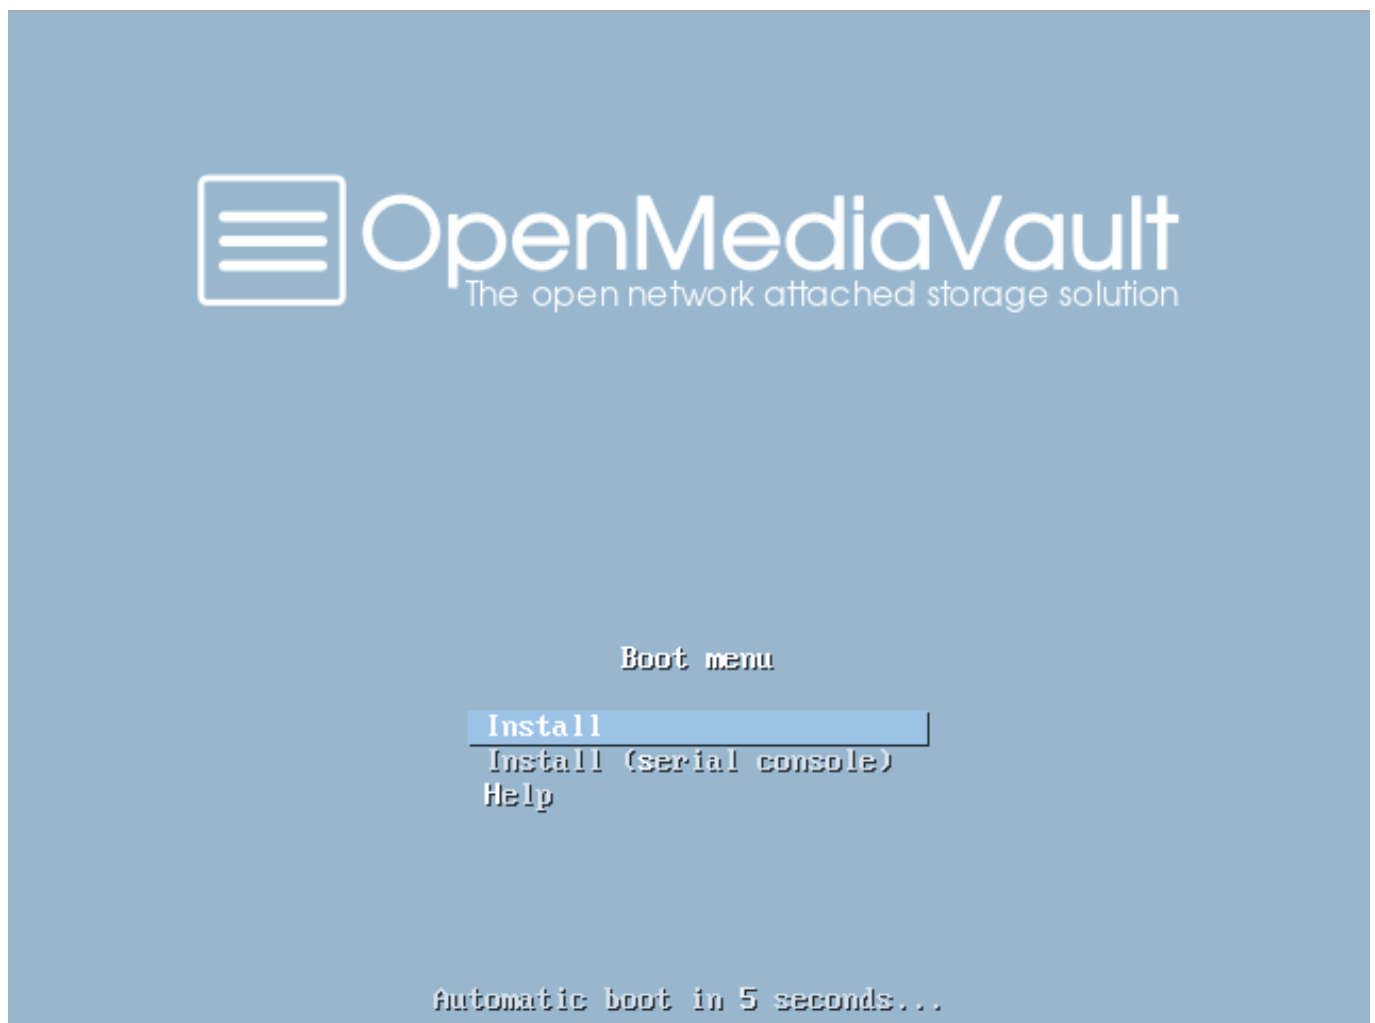 OpenMediaVault
The open network attached storage solution
Boot menu
Install
Install (serial console)
Help
Automatic boot in 5 seconds...